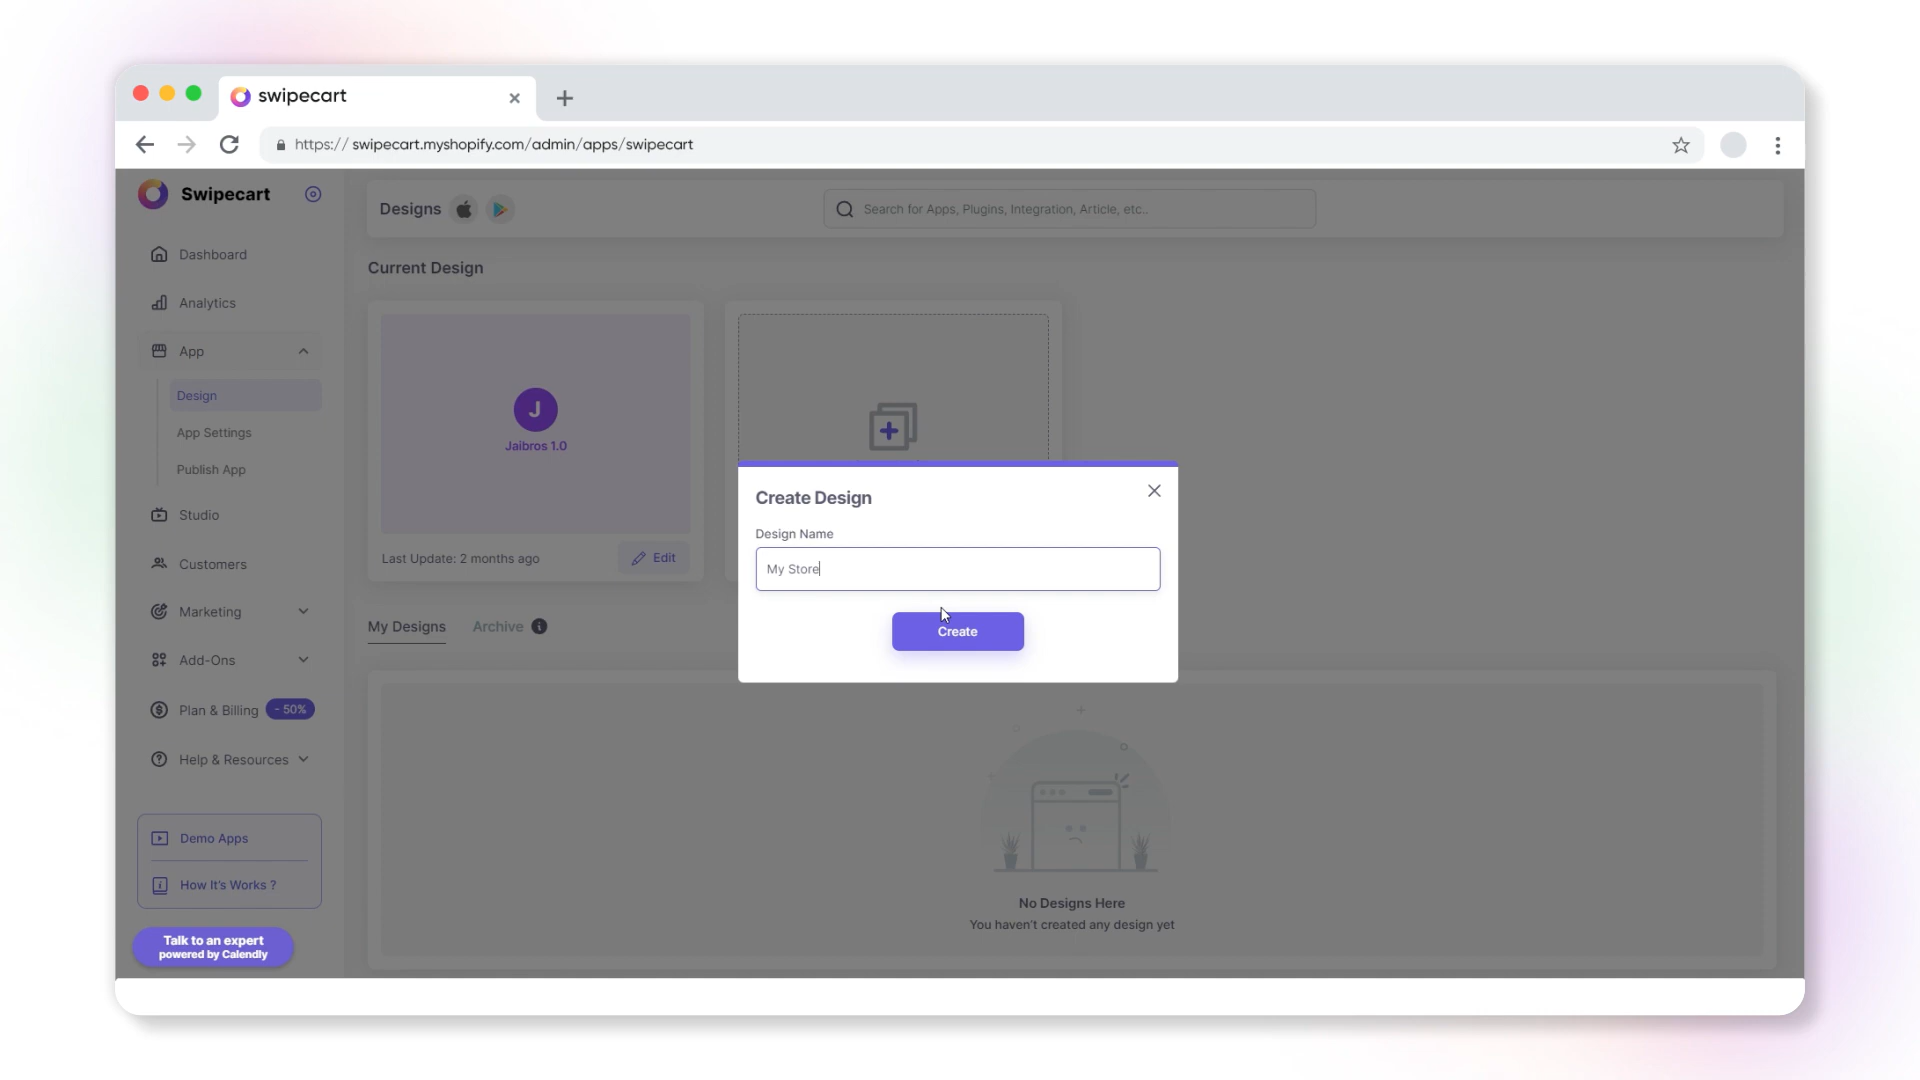 swipecart
https:// swipecart.myshopify.com/admin/apps/swipecart
Swipecart
Dashboard
Analytics
App
Design
App Settings
Publish App
Studio
Customers
Marketing
Add-Ons
Plan & Billing - 50%
Help & Resources
Demo Apps
How It's Works ?
Talk to an expert
powered by Calendly
Designs
Search for Apps, Plugins, Integration, Article, etc..
Current Design
J
Jaibros 1.0
Last Update: 2 months ago
Edit
Create Design
Design Name
My Store
Create
My Designs
Archive
No Designs Here
You haven't created any design yet